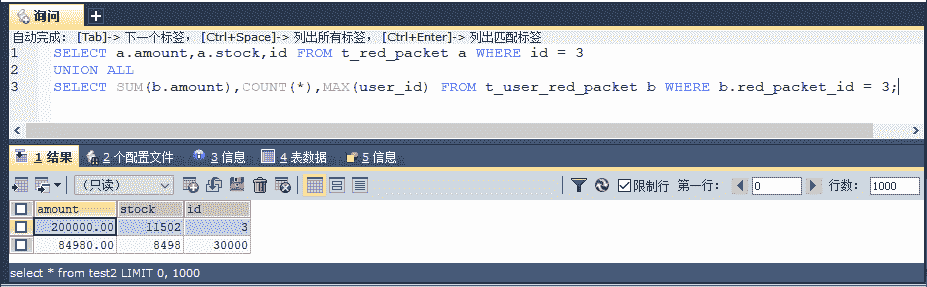 询问
自动完成： [Tab]-> 下一个标签， [Ctrl+Space]-> 列出所有标签， [Ctrl+Enter]-> 列出匹配标签
1 SELECT a.amount,a.stock,id FROM t_red_packet a WHERE id = 3
2 UNION ALL
3 SELECT SUM(b.amount),COUNT(*),MAX(user_id) FROM t_user_red_packet b WHERE b.red_packet_id = 3;
1 结果 2 个配置文件 3 信息 4 表数据 5 信息
（只读） 限制行 第一行： 0 行数： 1000
amount stock id
200000.00 11502 3
84980.00 8498 30000
select * from test2 LIMIT 0, 1000